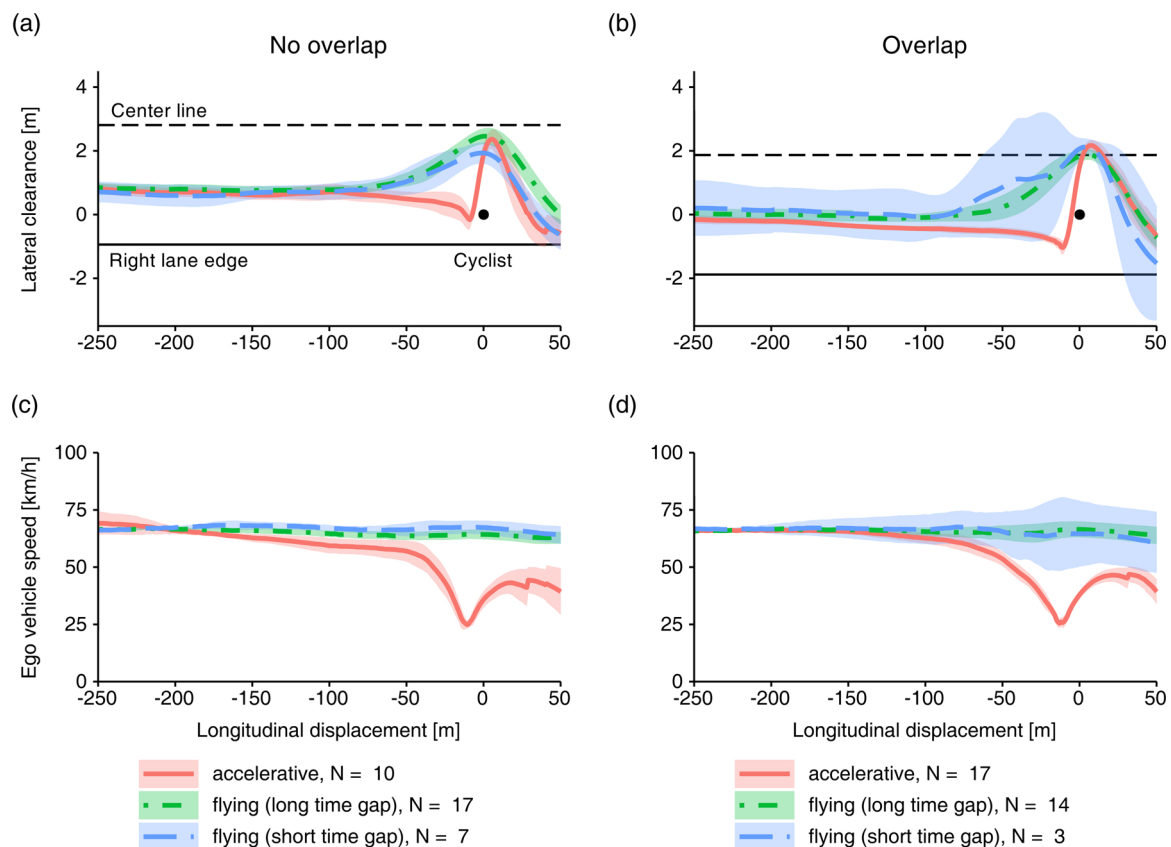 (a)
No overlap
(b)
Overlap
Lateral clearance [m]
4
2
0
-2
Center line
Right lane edge
Cyclist
-250
-200
-150
-100
-50
0
50
4
2
0
-2
-250
-200
-150
-100
-50
0
50
(c)
(d)
Ego vehicle speed [km/h]
100
75
50
25
0
-250
-200
-150
-100
-50
0
50
Longitudinal displacement [m]
100
75
50
25
0
-250
-200
-150
-100
-50
0
50
Longitudinal displacement [m]
accelerative, N = 10
flying (long time gap), N = 17
flying (short time gap), N = 7
accelerative, N = 17
flying (long time gap), N = 14
flying (short time gap), N = 3